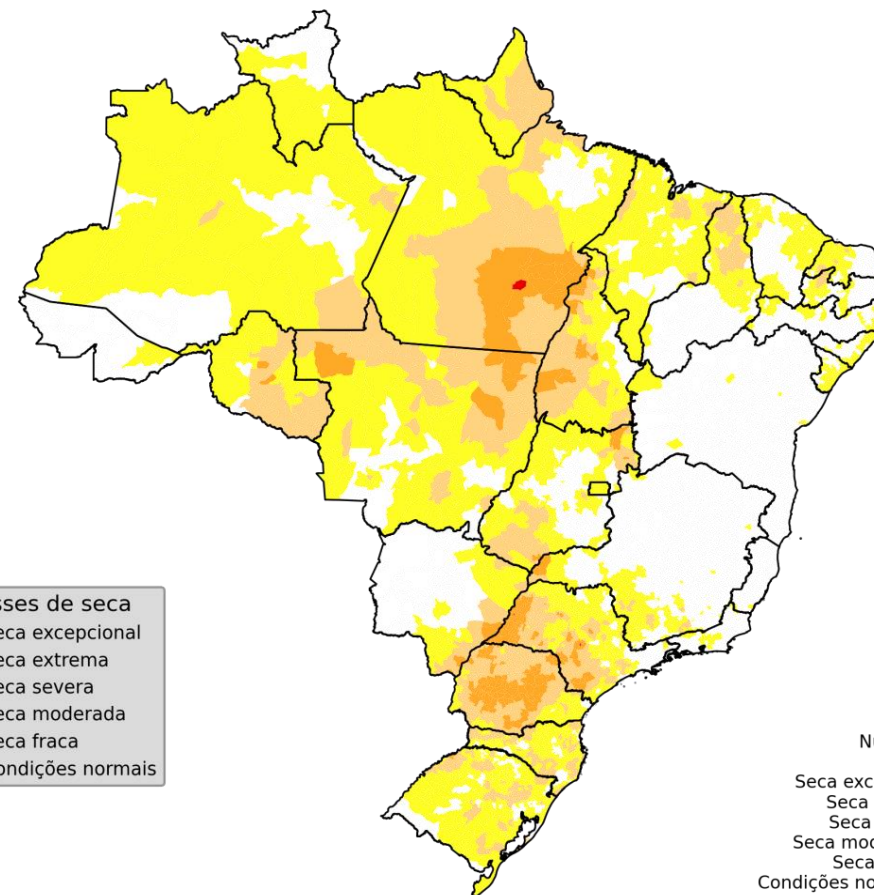 sses de seca
eca excepcional
eca extrema
eca severa
eca moderada
eca fraca
ondições normais
Nú
Seca exc
Seca
Seca
Seca mod
Seca
Condições no